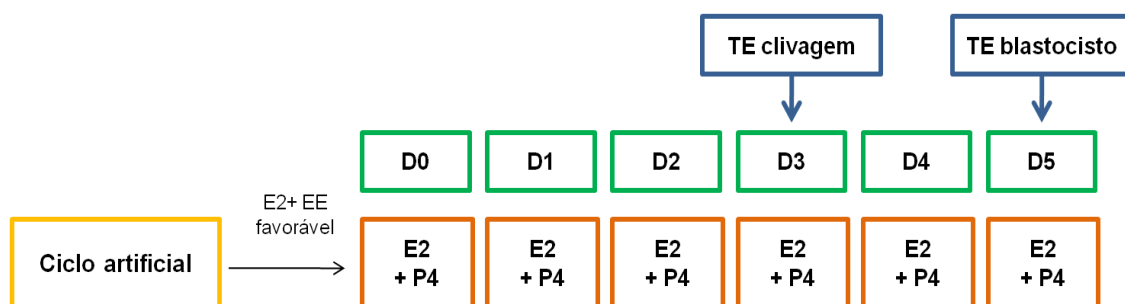 TE clivagem
TE blastocisto
D0
D1
D2
D3
D4
D5
E2+ EE
favorável
Ciclo artificial
E2
+ P4
E2
+ P4
E2
+ P4
E2
+ P4
E2
+ P4
E2
+ P4